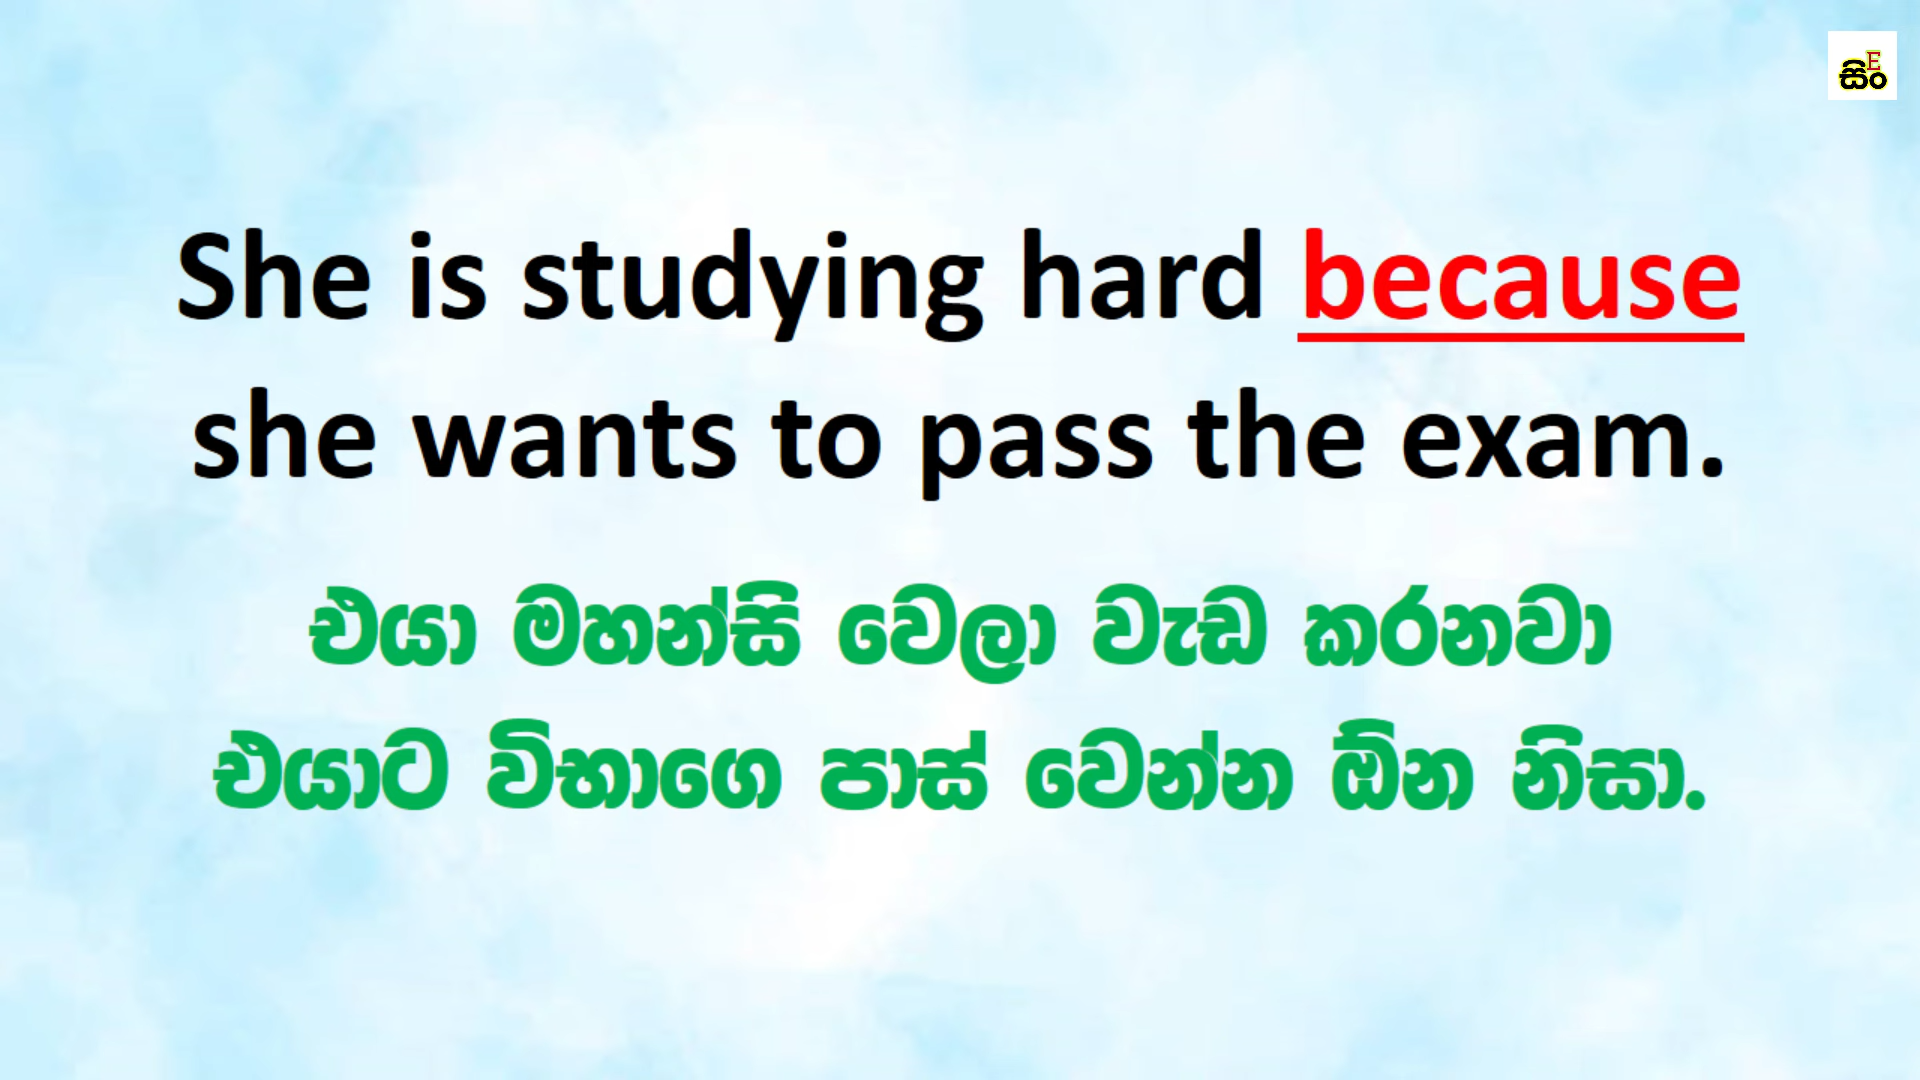 සිං
E
She is studying hard because
she wants to pass the exam.
එයා මහන්සි වෙලා වැඩ කරනවා
එයාට විභාගෙ පාස් වෙන්න ඕන නිසා.